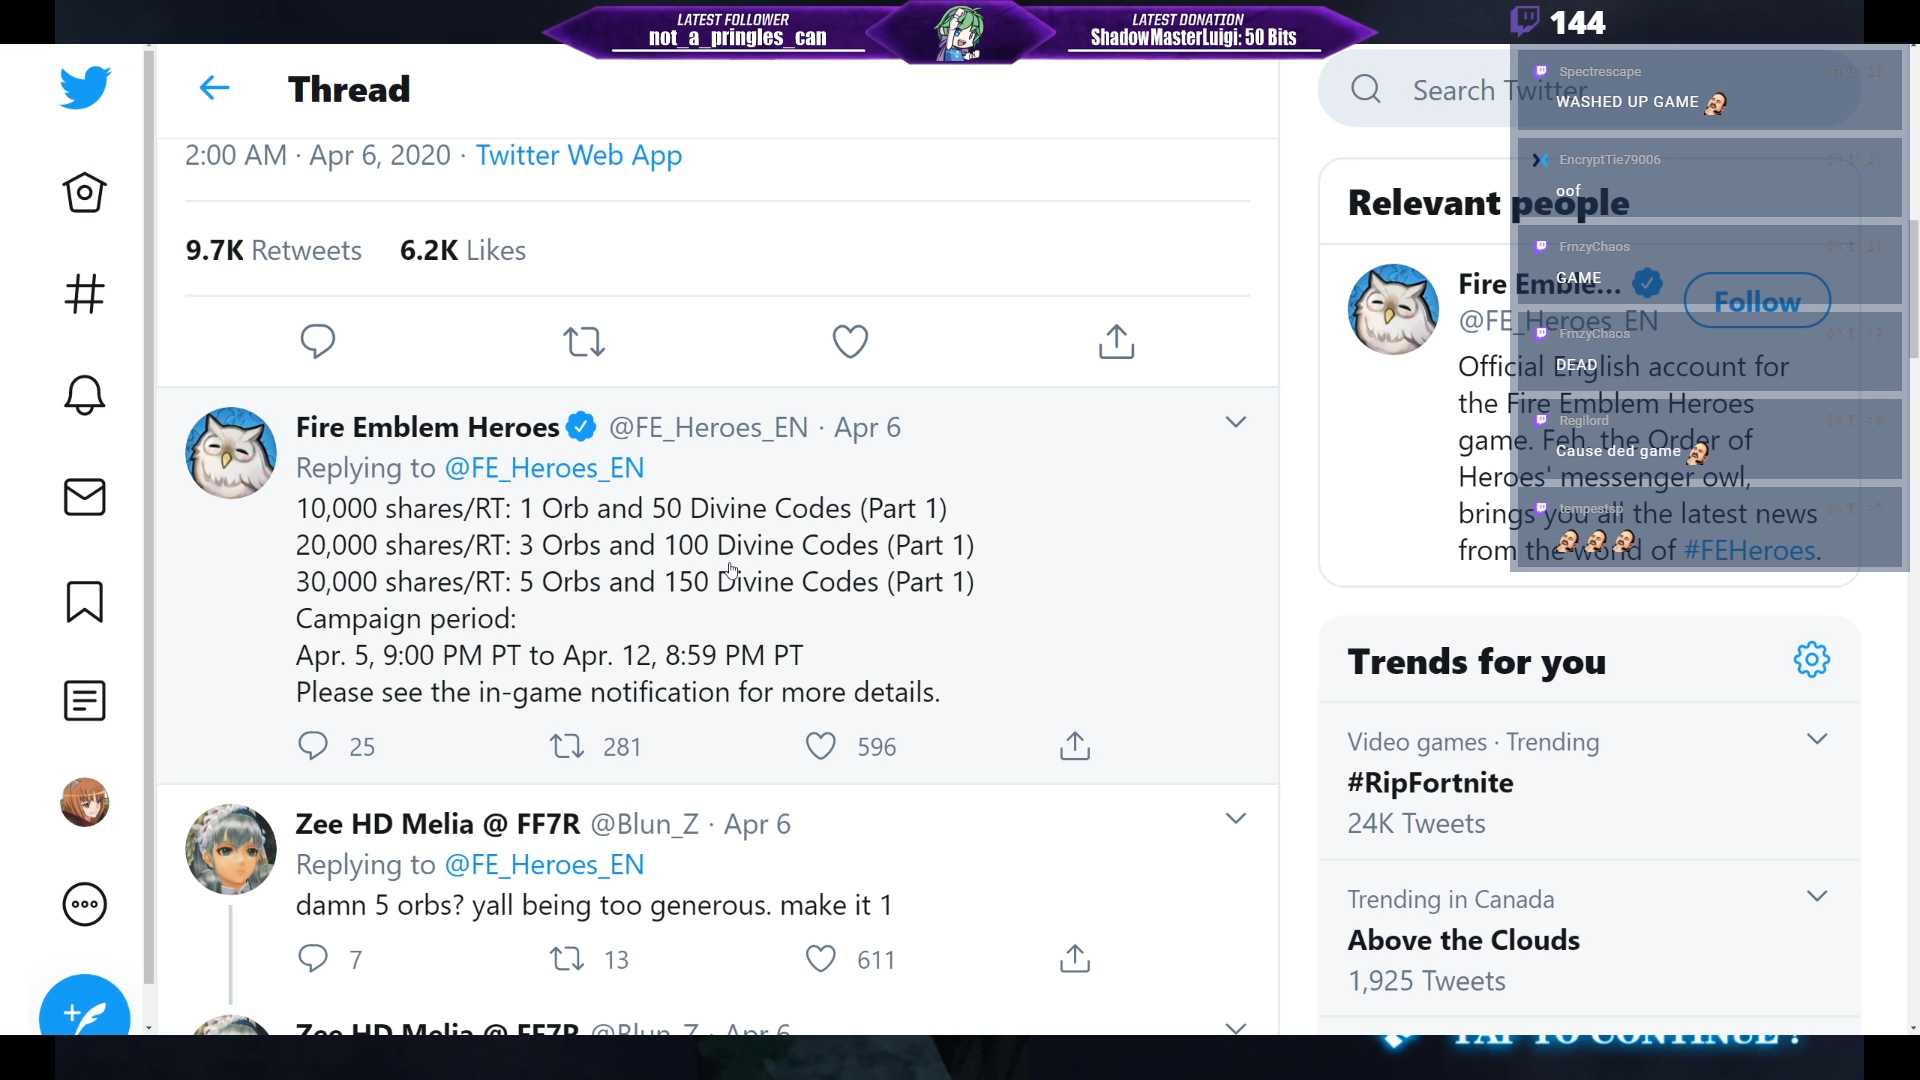 LATEST FOLLOWER
not_a_pringles_can
LATEST DONATION
ShadowMasterLuigi: 50 Bits
144
Thread
2:00 AM · Apr 6, 2020 · Twitter Web App
9.7K Retweets 6.2K Likes
Fire Emblem Heroes @FE_Heroes_EN · Apr 6
Replying to @FE_Heroes_EN
10,000 shares/RT: 1 Orb and 50 Divine Codes (Part 1)
20,000 shares/RT: 3 Orbs and 100 Divine Codes (Part 1)
30,000 shares/RT: 5 Orbs and 150 Divine Codes (Part 1)
Campaign period:
Apr. 5, 9:00 PM PT to Apr. 12, 8:59 PM PT
Please see the in-game notification for more details.
25 281 596
Zee HD Melia @ FF7R @Blun_Z · Apr 6
Replying to @FE_Heroes_EN
damn 5 orbs? yall being too generous. make it 1
7 13 611
Zee HD Melia @ FF7R @Blun_Z · Apr 6
Search Twitter
Relevant people
Fire Emble...
@FE_Heroes_EN
Follow
Official English account for
the Fire Emblem Heroes
game. Feh, the Order of
Heroes' messenger owl,
brings you all the latest news
from the world of #FEHeroes.
Spectrescape
WASHED UP GAME
EncryptTie79006
oof
FrnzyChaos
GAME
FrnzyChaos
DEAD
Regilord
Cause ded game
tempestsp
Trends for you
Video games · Trending
#RipFortnite
24K Tweets
Trending in Canada
Above the Clouds
1,925 Tweets
TAP TO CONTINUE !